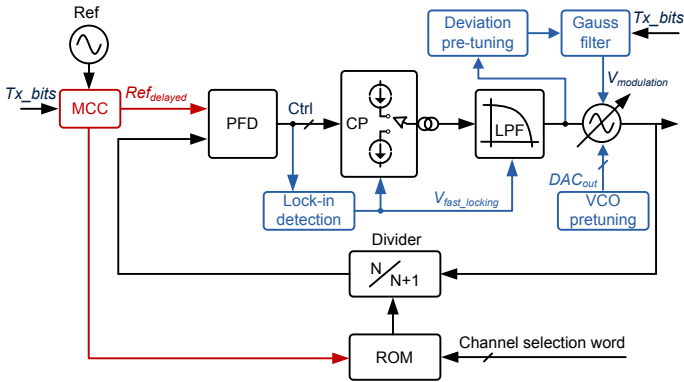 Ref
Deviation
pre-tuning
Gauss
filter
Tx_bits
Tx_bits
MCC
Ref_delayed
PFD
Ctrl
CP
LPF
V_modulation
Lock-in
detection
V_fast_locking
DAC_out
VCO
pretuning
Divider
N/N+1
ROM
Channel selection word